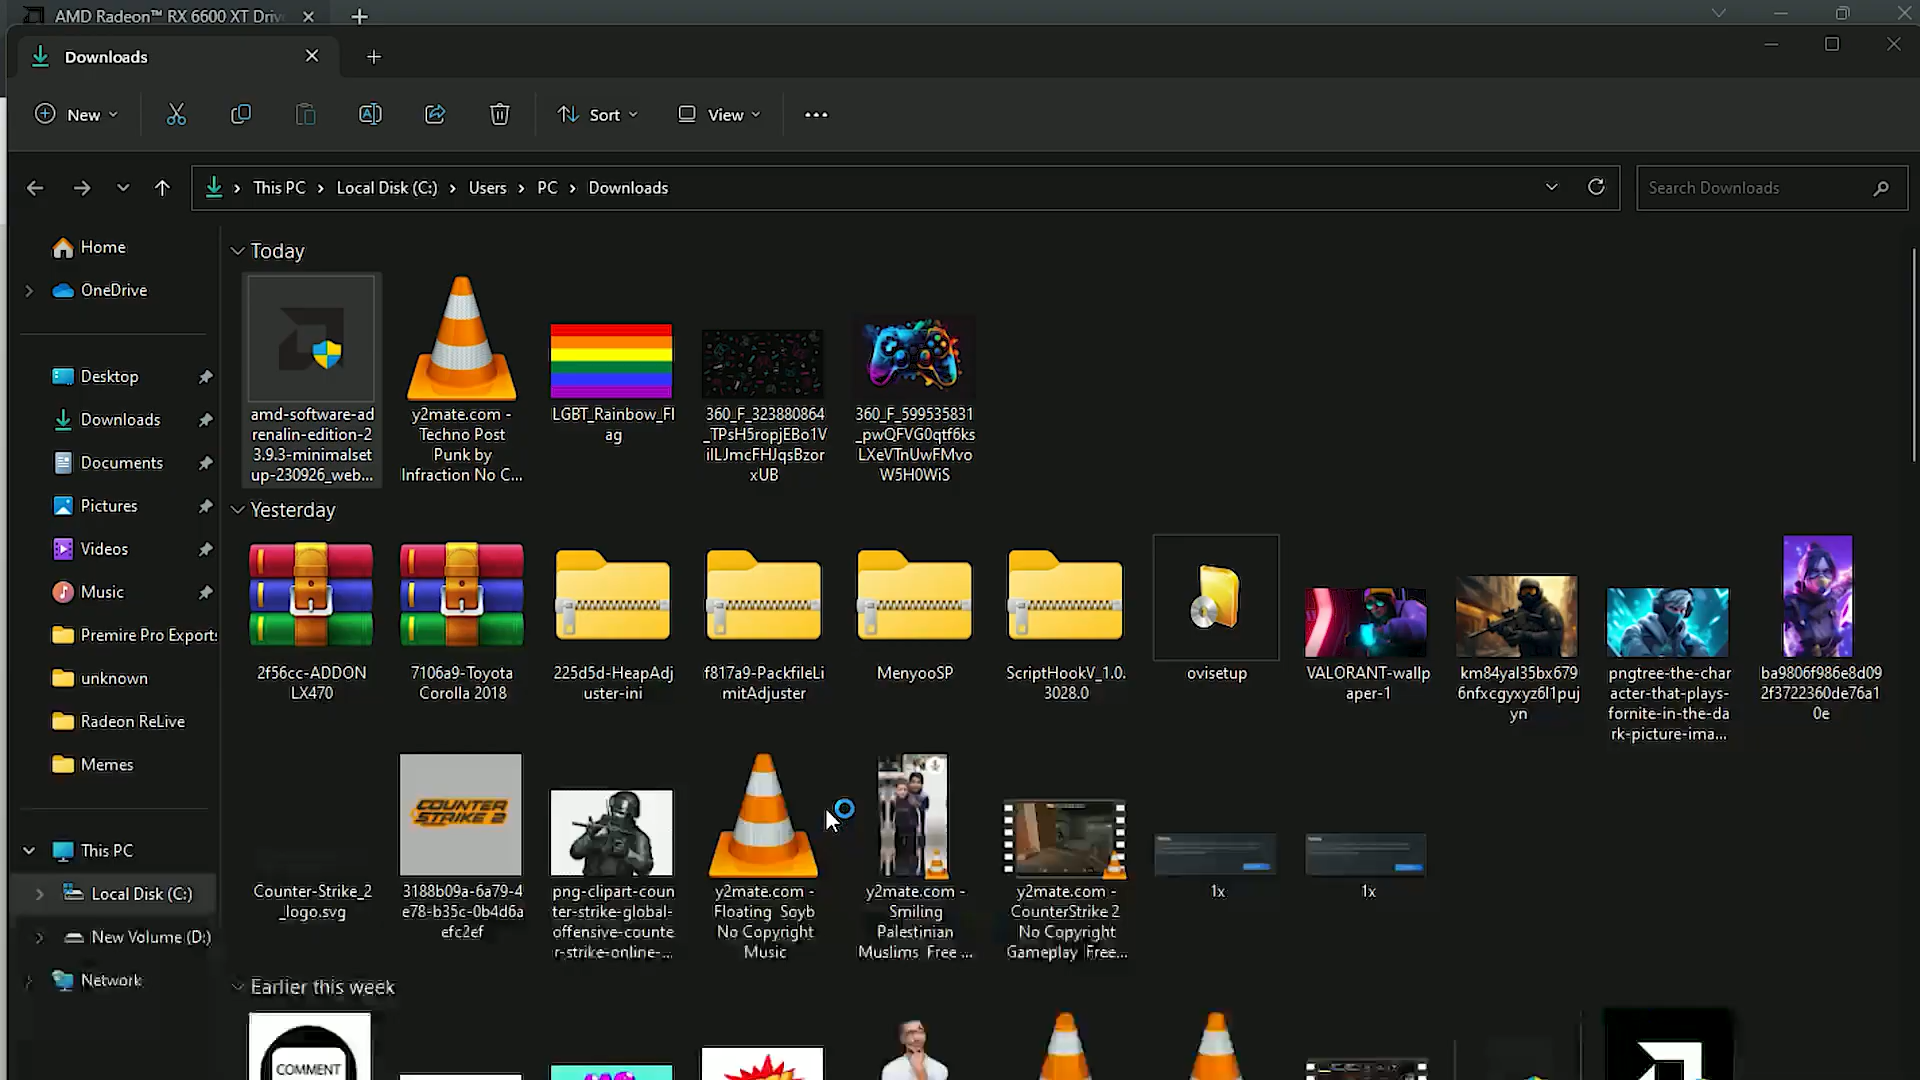 AMD Radeon™ RX 6600 XT Driv
Downloads
New
Sort
View
This PC
Local Disk (C:)
Users
PC
Downloads
Search Downloads
Home
OneDrive
Desktop
Downloads
Documents
Pictures
Videos
Music
Premire Pro Exports
unknown
Radeon ReLive
Memes
This PC
Local Disk (C:)
New Volume (D:)
Network
Today
amd-software-ad
renalin-edition-2
3.9.3-minimalset
up-230926_web...
y2mate.com -
Techno Post
Punk by
Infraction No C...
LGBT_Rainbow_Fl
ag
360_F_323880864
_TPsH5ropjEBo1V
iILJmcFHJqsBzor
xUB
360_F_599535831
_pwQFVG0qtf6ks
LXeVTnUwFMvo
W5H0WiS
Yesterday
2f56cc-ADDON
LX470
7106a9-Toyota
Corolla 2018
225d5d-HeapAdj
uster-ini
f817a9-PackfileLi
mitAdjuster
MenyooSP
ScriptHookV_1.0.
3028.0
ovisetup
VALORANT-wallp
aper-1
km84yal35bx679
6nfxcgyxyz6l1puj
yn
pngtree-the-char
acter-that-plays-
fornite-in-the-da
rk-picture-ima...
ba9806f986e8d09
2f3722360de76a1
0e
COUNTER
STRIKE 2
Counter-Strike_2
_logo.svg
3188b09a-6a79-4
e78-b35c-0b4d6a
efc2ef
png-clipart-coun
ter-strike-global-
offensive-counte
r-strike-online-...
y2mate.com -
Floating Soyb
No Copyright
Music
y2mate.com -
Smiling
Palestinian
Muslims Free ...
y2mate.com -
CounterStrike 2
No Copyright
Gameplay Free...
1x
1x
Earlier this week
COMMENT